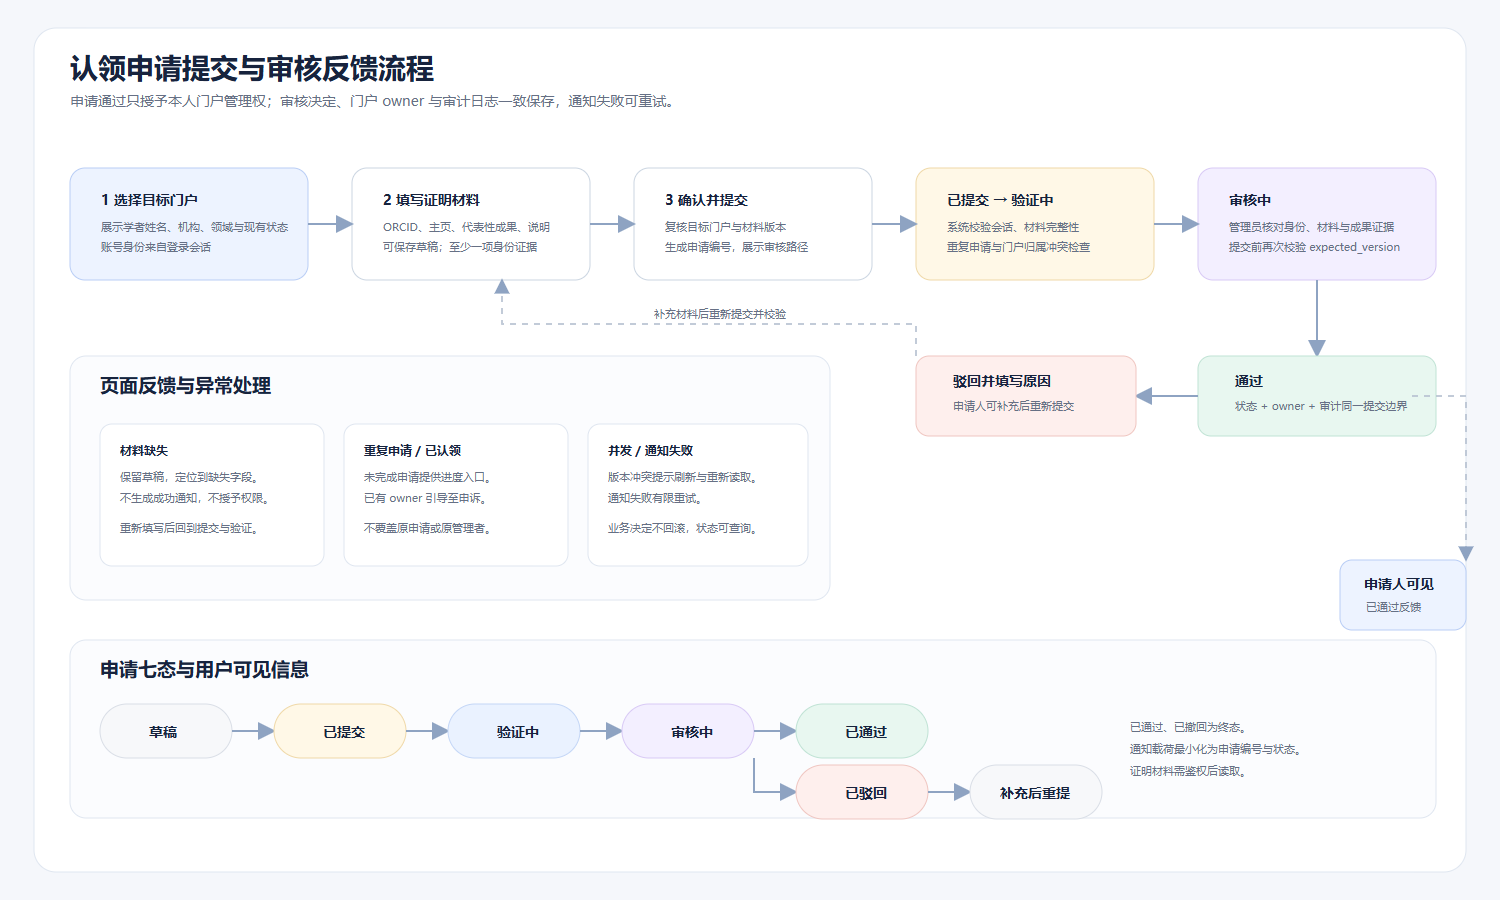 认领申请提交与审核反馈流程
申请通过只授予本人门户管理权；审核决定、门户 owner 与审计日志一致保存，通知失败可重试。
1 选择目标门户
展示学者姓名、机构、领域与现有状态
账号身份来自登录会话
2 填写证明材料
ORCID、主页、代表性成果、说明
可保存草稿；至少一项身份证据
3 确认并提交
复核目标门户与材料版本
生成申请编号，展示审核路径
已提交 → 验证中
系统校验会话、材料完整性
重复申请与门户归属冲突检查
审核中
管理员核对身份、材料与成果证据
提交前再次校验 expected_version
补充材料后重新提交并校验
驳回并填写原因
申请人可补充后重新提交
通过
状态 + owner + 审计同一提交边界
页面反馈与异常处理
材料缺失
保留草稿，定位到缺失字段。
不生成成功通知，不授予权限。
重新填写后回到提交与验证。
重复申请 / 已认领
未完成申请提供进度入口。
已有 owner 引导至申诉。
不覆盖原申请或原管理者。
并发 / 通知失败
版本冲突提示刷新与重新读取。
通知失败有限重试。
业务决定不回滚，状态可查询。
申请人可见
已通过反馈
申请七态与用户可见信息
草稿
已提交
验证中
审核中
已通过
已驳回
补充后重提
已通过、已撤回为终态。
通知载荷最小化为申请编号与状态。
证明材料需鉴权后读取。